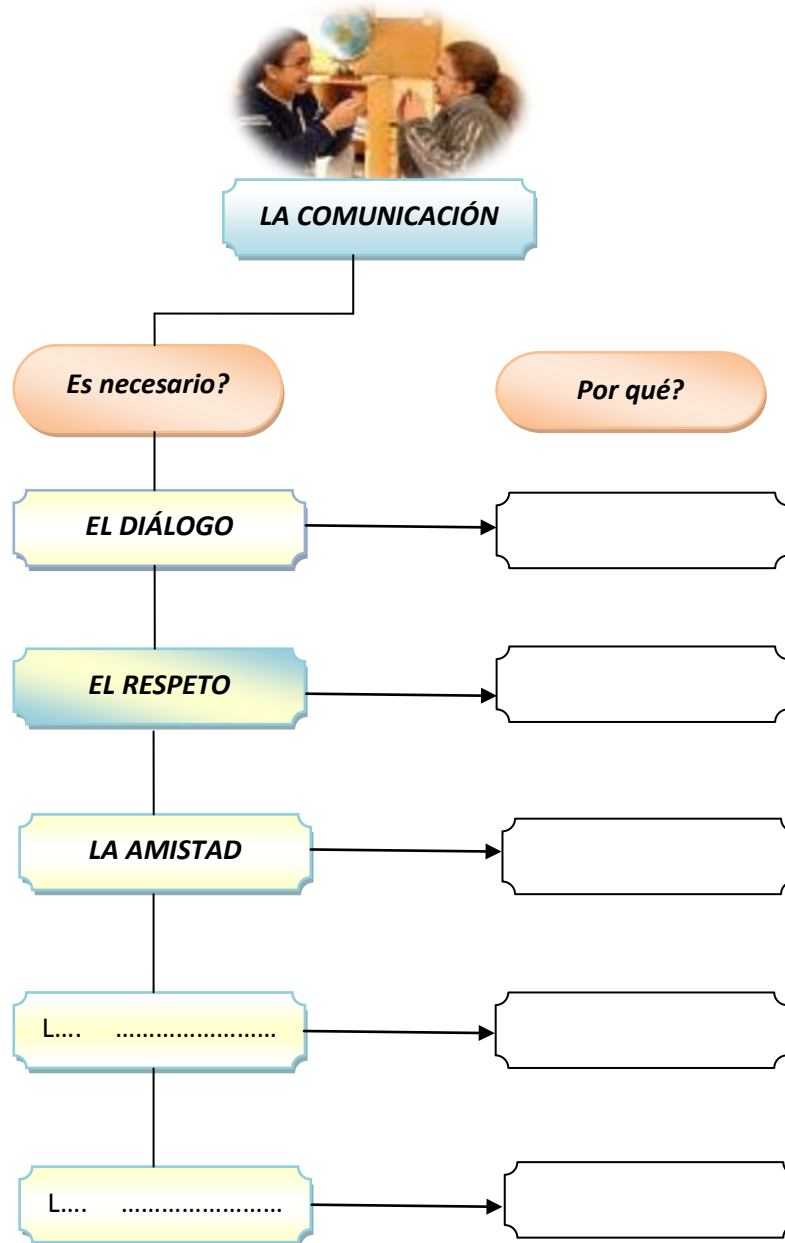 LA COMUNICACIÓN
Es necesario?
Por qué?
EL DIÁLOGO
EL RESPETO
LA AMISTAD
L.... ........................
L.... ........................